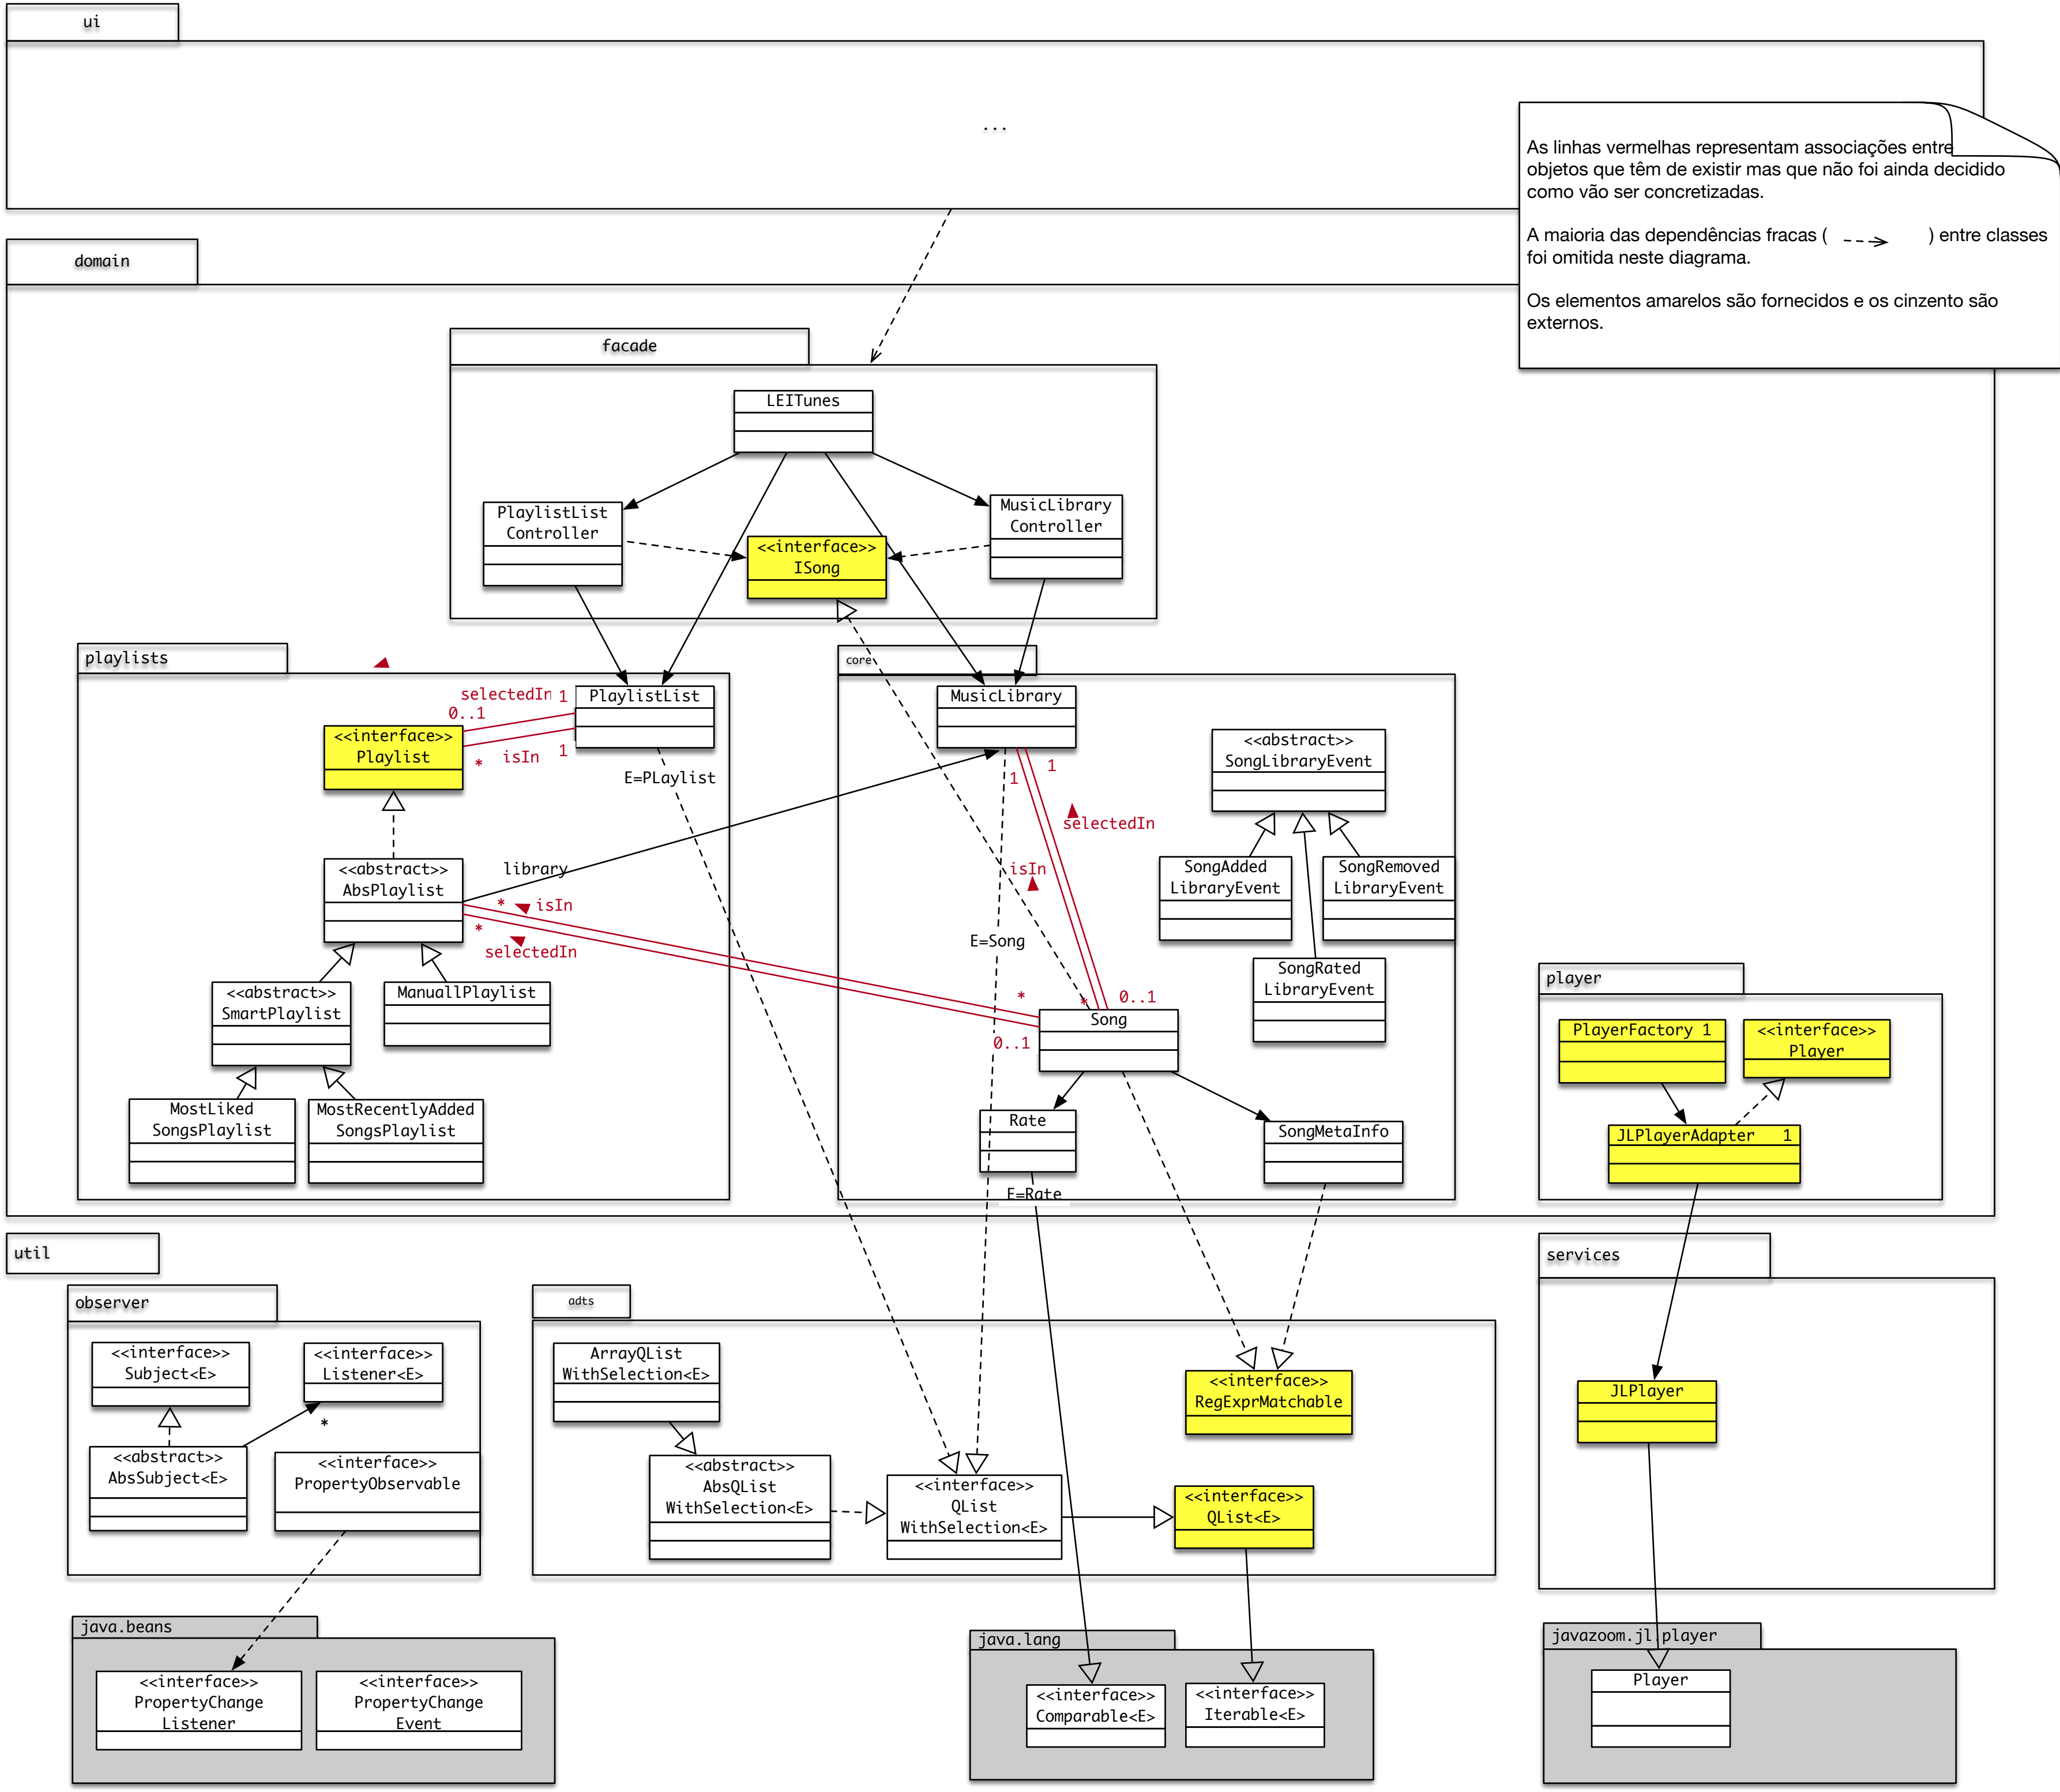 ui
...
As linhas vermelhas representam associações entre
objetos que têm de existir mas que não foi ainda decidido
como vão ser concretizadas.
A maioria das dependências fracas ( ) entre classes
foi omitida neste diagrama.
Os elementos amarelos são fornecidos e os cinzento são
externos.
domain
facade
LEITunes
PlaylistList
Controller
MusicLibrary
Controller
<<interface>>
ISong
playlists
selectedIn 1
0..1
PlaylistList
<<interface>>
Playlist
* isIn 1
E=PLaylist
library
<<abstract>>
AbsPlaylist
* isIn
*
selectedIn
<<abstract>>
SmartPlaylist
ManuallPlaylist
MostLiked
SongsPlaylist
MostRecentlyAdded
SongsPlaylist
core
MusicLibrary
1
1
selectedIn
isIn
E=Song
<<abstract>>
SongLibraryEvent
SongAdded
LibraryEvent
SongRemoved
LibraryEvent
SongRated
LibraryEvent
* * 0..1
Song
0..1
Rate
SongMetaInfo
E=Rate
player
PlayerFactory 1
<<interface>>
Player
JLPlayerAdapter 1
util
observer
<<interface>>
Subject<E>
<<interface>>
Listener<E>
*
<<abstract>>
AbsSubject<E>
<<interface>>
PropertyObservable
adts
ArrayQList
WithSelection<E>
<<interface>>
RegExprMatchable
<<abstract>>
AbsQList
WithSelection<E>
<<interface>>
QList
WithSelection<E>
<<interface>>
QList<E>
services
JLPlayer
java.beans
<<interface>>
PropertyChange
Listener
<<interface>>
PropertyChange
Event
java.lang
<<interface>>
Comparable<E>
<<interface>>
Iterable<E>
javazoom.jl.player
Player